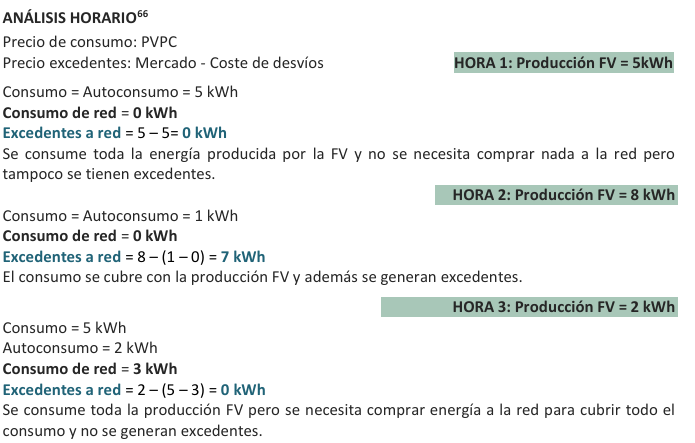 ANÁLISIS HORARIO66
Precio de consumo: PVPC
Precio excedentes: Mercado - Coste de desvíos
HORA 1: Producción FV = 5kWh
Consumo = Autoconsumo = 5 kWh
Consumo de red = 0 kWh
Excedentes a red = 5 – 5= 0 kWh
Se consume toda la energía producida por la FV y no se necesita comprar nada a la red pero
tampoco se tienen excedentes.
HORA 2: Producción FV = 8 kWh
Consumo = Autoconsumo = 1 kWh
Consumo de red = 0 kWh
Excedentes a red = 8 – (1 – 0) = 7 kWh
El consumo se cubre con la producción FV y además se generan excedentes.
HORA 3: Producción FV = 2 kWh
Consumo = 5 kWh
Autoconsumo = 2 kWh
Consumo de red = 3 kWh
Excedentes a red = 2 – (5 – 3) = 0 kWh
Se consume toda la producción FV pero se necesita comprar energía a la red para cubrir todo el
consumo y no se generan excedentes.